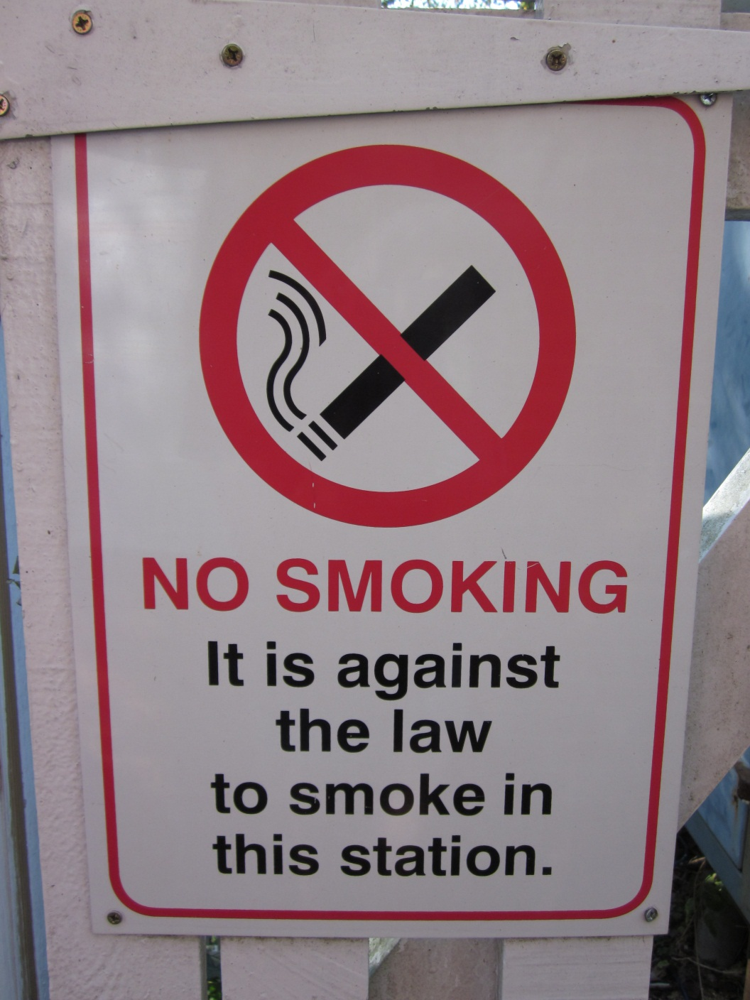 NO SMOKING
It is against
the law
to smoke in
this station.